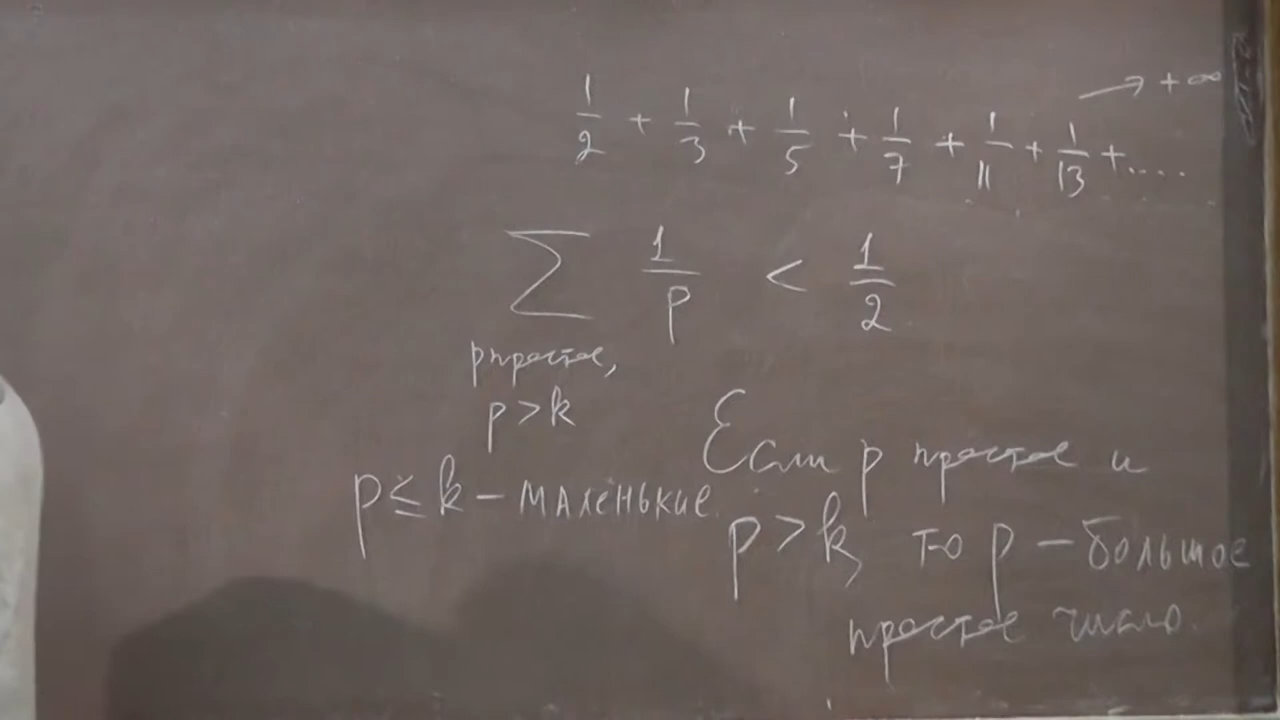 1/2 + 1/3 + 1/5 + 1/7 + 1/11 + 1/13 + .... → +∞
∑ 1/p < 1/2
p простое,
p > k
p ≤ k – маленькие.
Если p простое и
p > k, то p – большое
простое число.